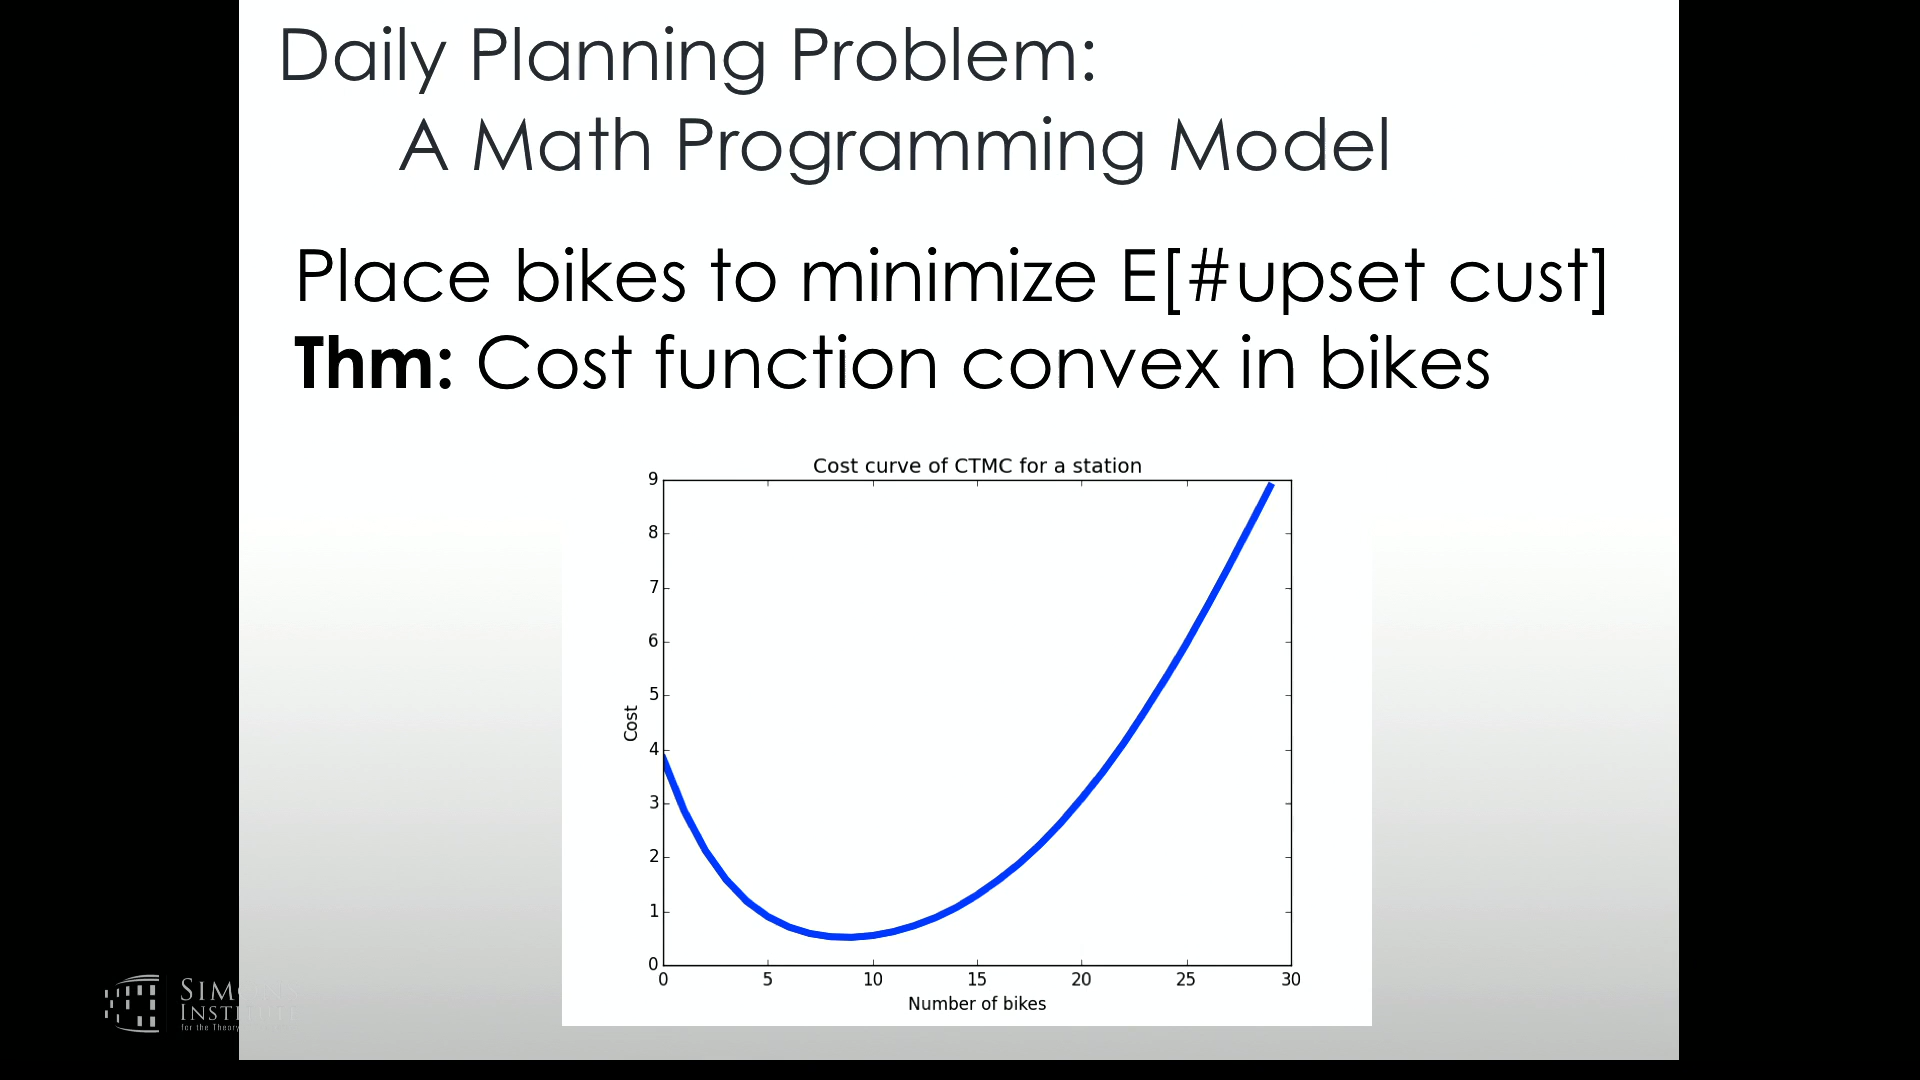 Daily Planning Problem:
A Math Programming Model
Place bikes to minimize E[#upset cust]
Thm: Cost function convex in bikes
Cost curve of CTMC for a station
9
8
7
6
5
4
3
2
1
0
Cost
0 5 10 15 20 25 30
Number of bikes
SIMONS
INSTITUTE
for the Theory